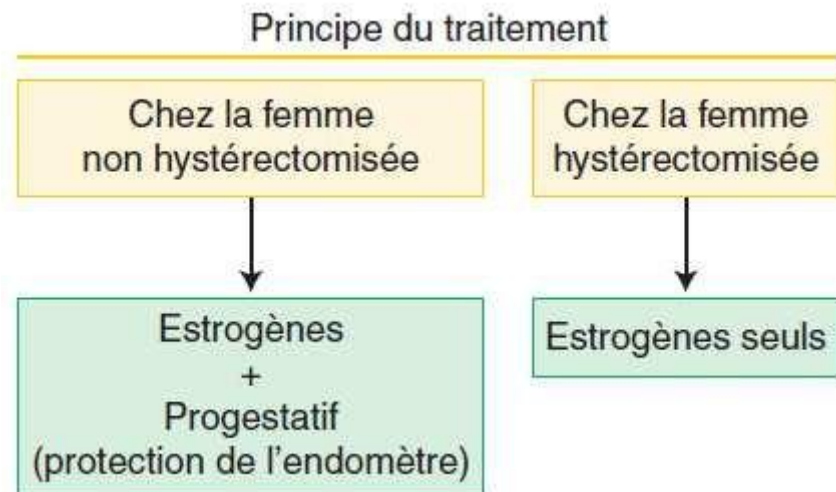 Principe du traitement
Chez la femme
non hystérectomisée
Chez la femme
hystérectomisée
Estrogènes
+
Progestatif
(protection de l'endomètre)
Estrogènes seuls